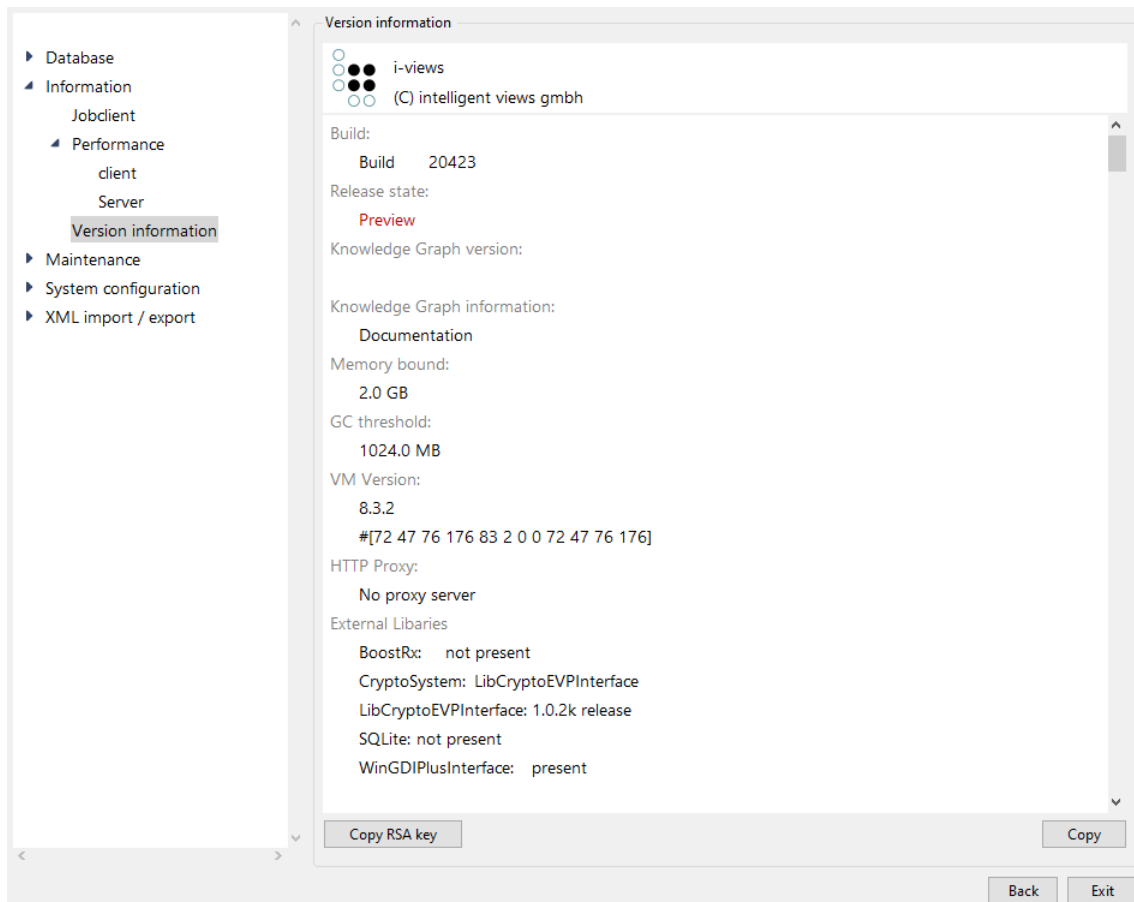 Database
Information
Jobclient
Performance
client
Server
Version information
Maintenance
System configuration
XML import / export
Version information
i-views
(C) intelligent views gmbh
Build:
Build 20423
Release state:
Preview
Knowledge Graph version:
Knowledge Graph information:
Documentation
Memory bound:
2.0 GB
GC threshold:
1024.0 MB
VM Version:
8.3.2
#[72 47 76 176 83 2 0 0 72 47 76 176]
HTTP Proxy:
No proxy server
External Libaries
BoostRx: not present
CryptoSystem: LibCryptoEVPInterface
LibCryptoEVPInterface: 1.0.2k release
SQLite: not present
WinGDIPlusInterface: present
Copy RSA key
Copy
Back
Exit